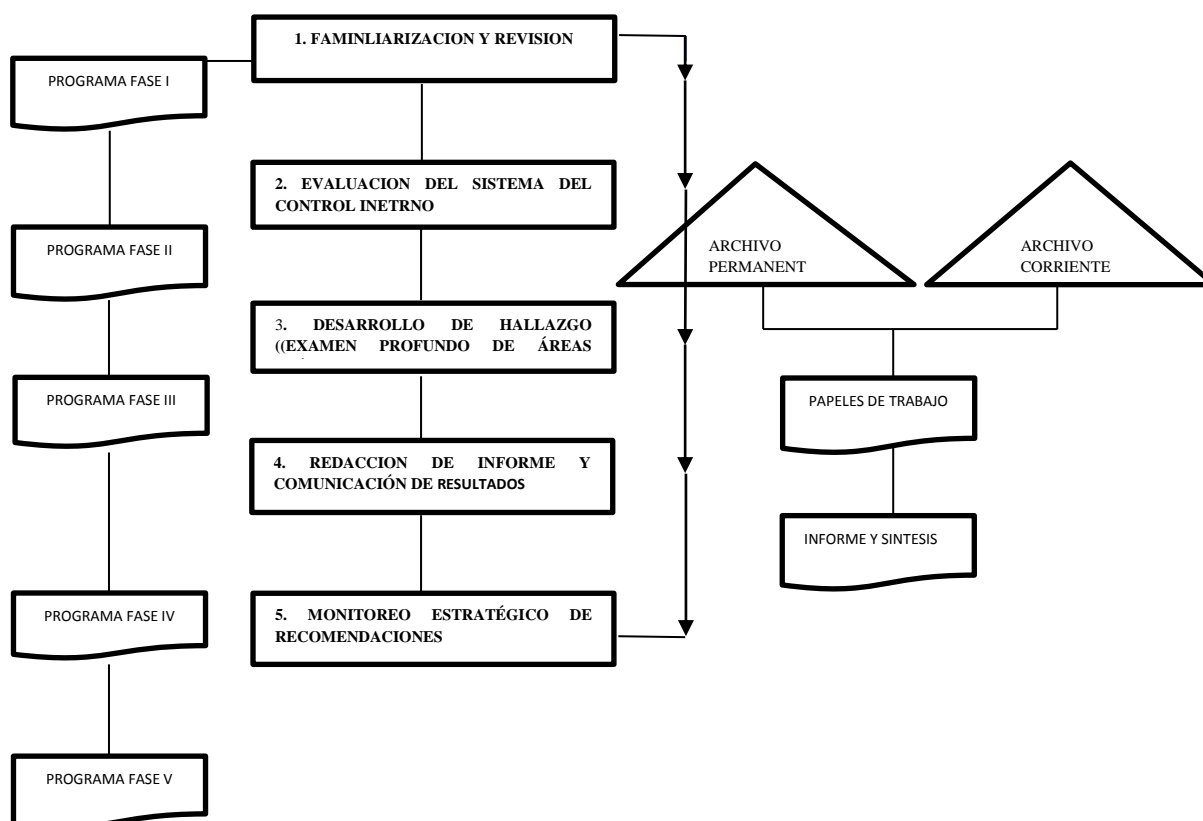 1. FAMINLIARIZACION Y REVISION
PROGRAMA FASE I
2. EVALUACION DEL SISTEMA DEL
CONTROL INETRNO
PROGRAMA FASE II
ARCHIVO
PERMANENT
ARCHIVO
CORRIENTE
3. DESARROLLO DE HALLAZGO
((EXAMEN PROFUNDO DE ÁREAS
PROGRAMA FASE III
PAPELES DE TRABAJO
4. REDACCION DE INFORME Y
COMUNICACIÓN DE RESULTADOS
INFORME Y SINTESIS
PROGRAMA FASE IV
5. MONITOREO ESTRATÉGICO DE
RECOMENDACIONES
PROGRAMA FASE V